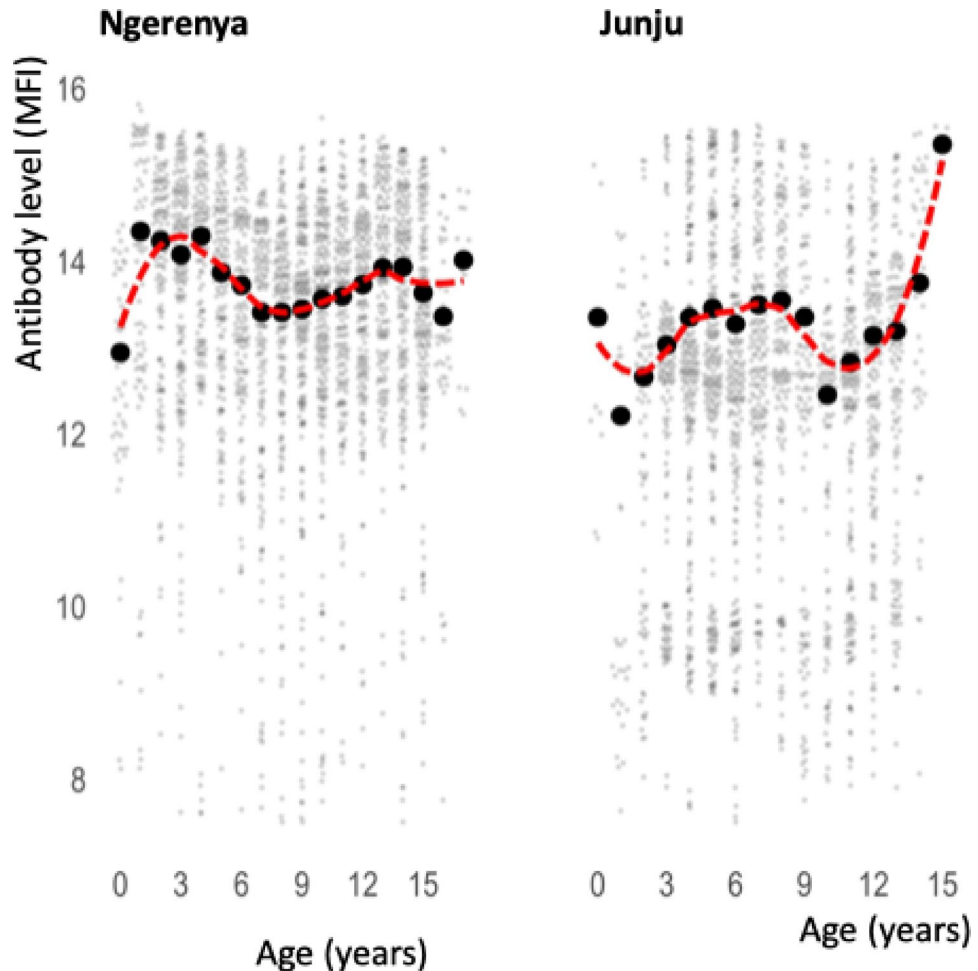 Ngerenya
Junju
Antibody level (MFI)
16
14
12
10
8
0 3 6 9 12 15
0 3 6 9 12 15
Age (years)
Age (years)